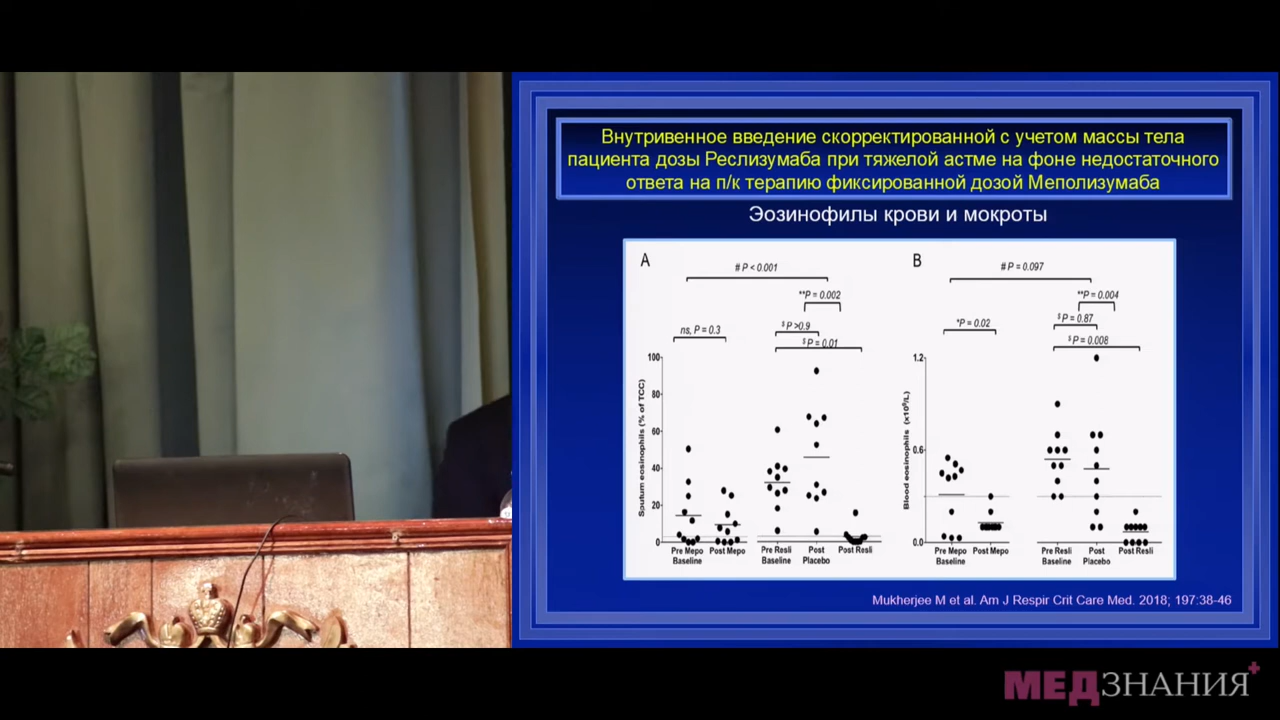 Внутривенное введение скорректированной с учетом массы тела
пациента дозы Реслизумаба при тяжелой астме на фоне недостаточного
ответа на п/к терапию фиксированной дозой Меполизумаба
Эозинофилы крови и мокроты
A
# P < 0.001
**P = 0.002
ns, P = 0.3
$ P >0.9
$ P = 0.01
Sputum eosinophils (% of TCC)
100
80
60
40
20
0
Pre Mepo
Baseline
Post Mepo
Pre Resli
Baseline
Post
Placebo
Post Resli
B
# P = 0.097
**P = 0.004
*P = 0.02
$ P = 0.87
$ P = 0.008
Blood eosinophils (x10⁹/L)
1.2
0.6
0.0
Pre Mepo
Baseline
Post Mepo
Pre Resli
Baseline
Post
Placebo
Post Resli
Mukherjee M et al. Am J Respir Crit Care Med. 2018; 197:38-46
МЕДЗНАНИЯ+